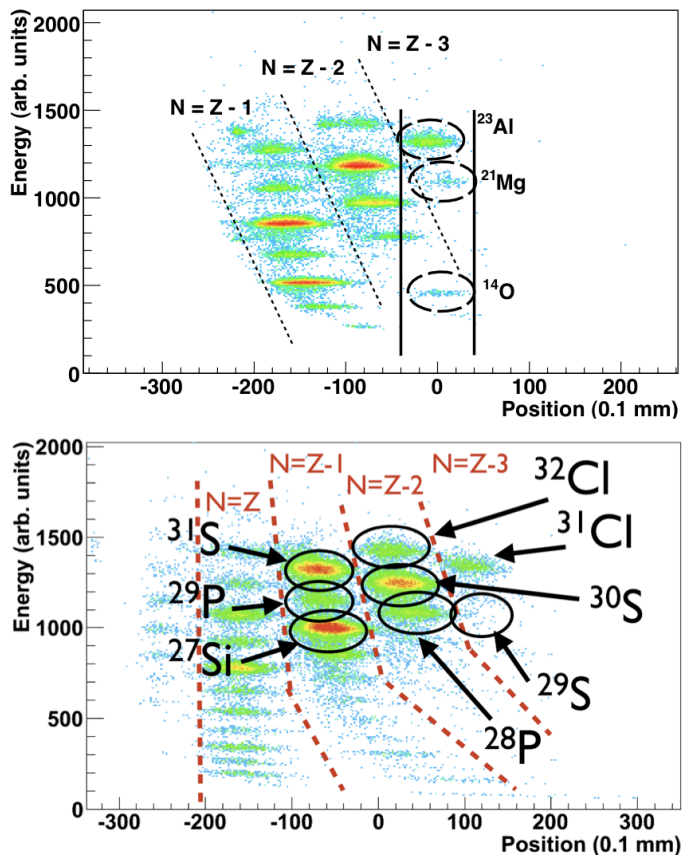 Energy (arb. units)
2000
1500
1000
500
0
N = Z - 1
N = Z - 2
N = Z - 3
²³Al
²¹Mg
¹⁴O
-300 -200 -100 0 100 200
Position (0.1 mm)
Energy (arb. units)
2000
1500
1000
500
0
N=Z
N=Z-1
N=Z-2
N=Z-3
³¹S
²⁹P
²⁷Si
³²Cl
³¹Cl
³⁰S
²⁹S
²⁸P
-300 -200 -100 0 100 200 300
Position (0.1 mm)